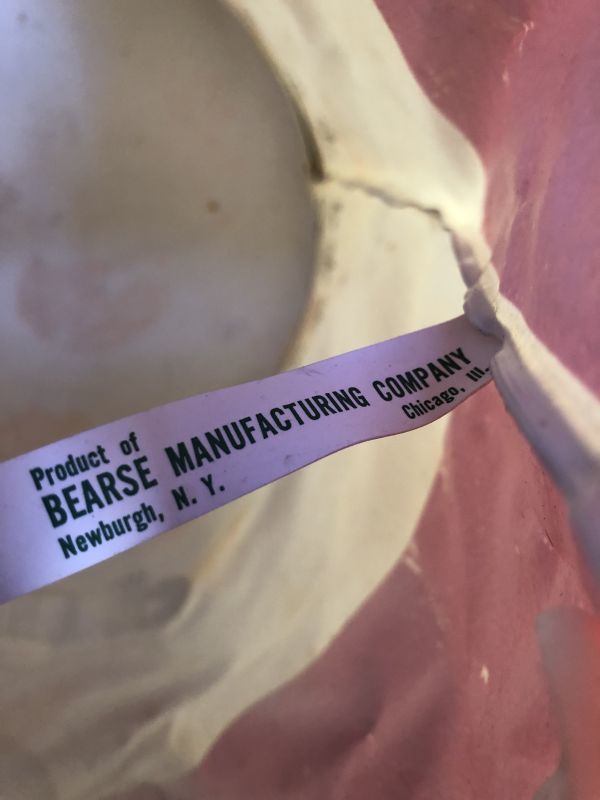 Product of
BEARSE MANUFACTURING COMPANY
Newburgh, N. Y.
Chicago, Ill.